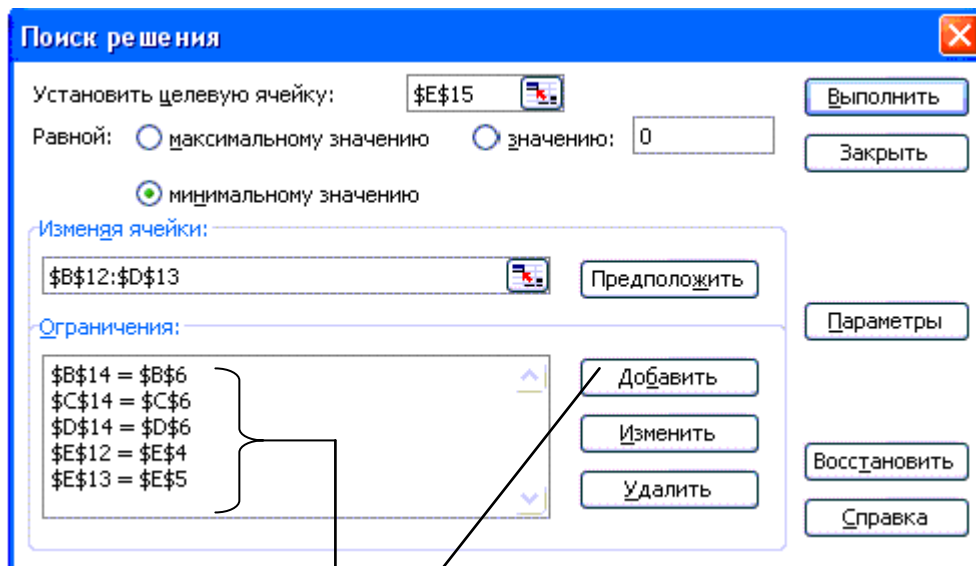 Поиск решения
Установить целевую ячейку: $E$15
Выполнить
Равной: максимальному значению значению: 0
Закрыть
минимальному значению
Изменяя ячейки:
$B$12:$D$13
Предположить
Ограничения:
Параметры
$B$14 = $B$6
$C$14 = $C$6
$D$14 = $D$6
$E$12 = $E$4
$E$13 = $E$5
Добавить
Изменить
Удалить
Восстановить
Справка